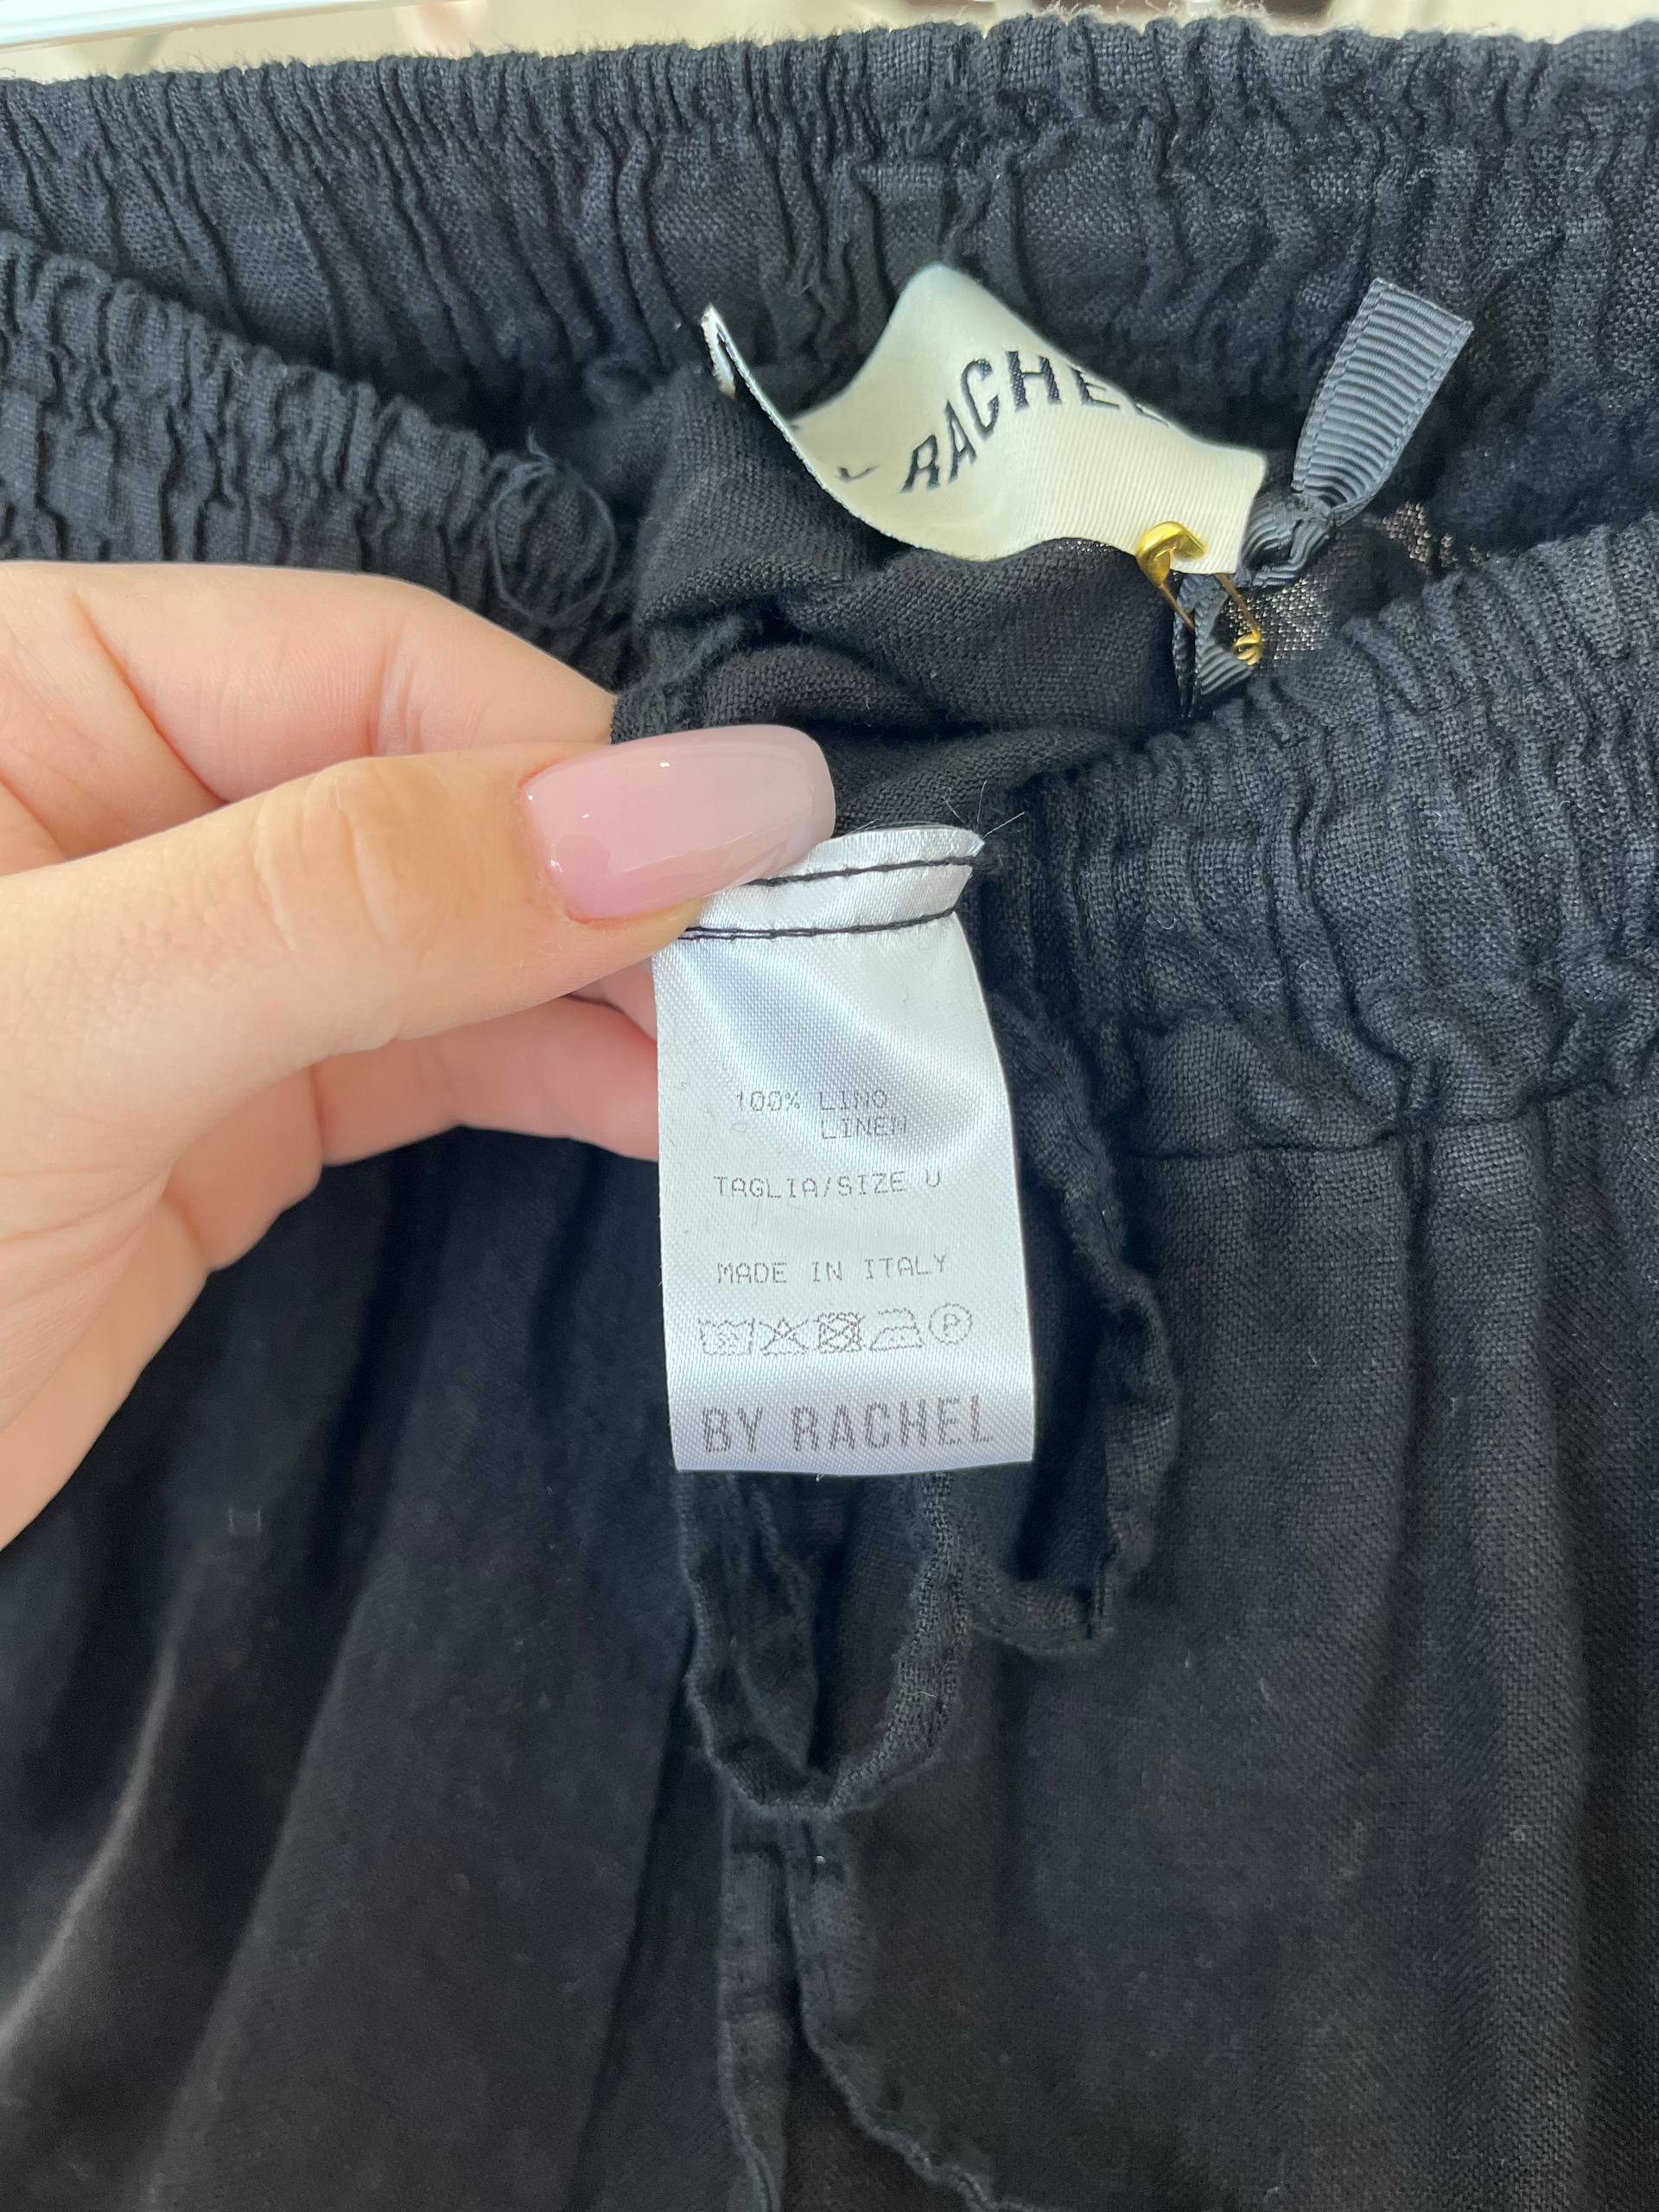 RACHEL
100% LINO
LINEN
TAGLIA/SIZE U
MADE IN ITALY
P
BY RACHEL